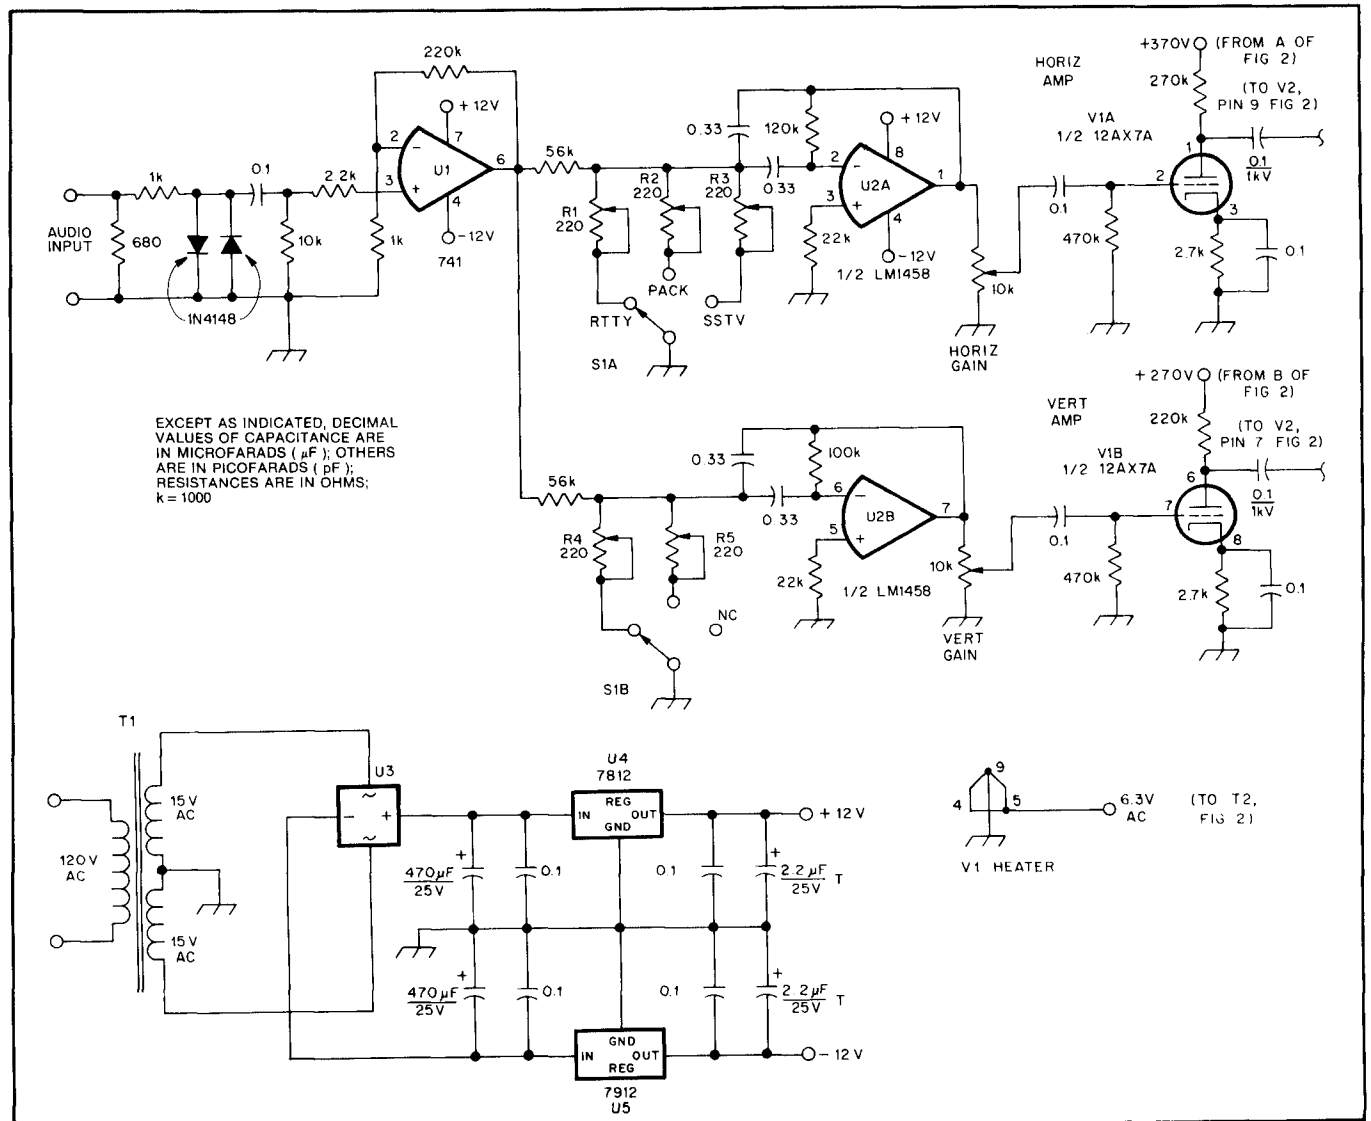 220k
+12V
2
7
U1
6
3
4
-12V
741
1k
0.1
2.2k
AUDIO
INPUT
680
10k
1k
1N4148
56k
R1
220
R2
220
R3
220
PACK
RTTY
SSTV
S1A
0.33
120k
0.33
+12V
2
8
U2A
1
3
4
22k
-12V
1/2 LM1458
10k
HORIZ
GAIN
HORIZ
AMP
+370V
(FROM A OF
FIG 2)
270k
(TO V2,
PIN 9 FIG 2)
V1A
1/2 12AX7A
1
0.1
1kV
2
3
0.1
470k
2.7k
0.1
EXCEPT AS INDICATED, DECIMAL
VALUES OF CAPACITANCE ARE
IN MICROFARADS (µF); OTHERS
ARE IN PICOFARADS (pF);
RESISTANCES ARE IN OHMS;
k = 1000
56k
R4
220
R5
220
NC
S1B
0.33
100k
0.33
6
U2B
7
5
22k
1/2 LM1458
10k
VERT
GAIN
VERT
AMP
+270V
(FROM B OF
FIG 2)
220k
(TO V2,
PIN 7 FIG 2)
V1B
1/2 12AX7A
6
0.1
1kV
7
8
0.1
470k
2.7k
0.1
T1
15V
AC
120V
AC
15V
AC
U3
~
- +
~
U4
7812
REG
IN OUT
GND
+12V
470µF
25V
+
0.1
0.1
+
2.2µF
25V
T
470µF
25V
+
0.1
0.1
+
2.2µF
25V
T
GND
IN OUT
REG
-12V
7912
U5
9
4
5
6.3V
AC
(TO T2,
FIG 2)
V1 HEATER